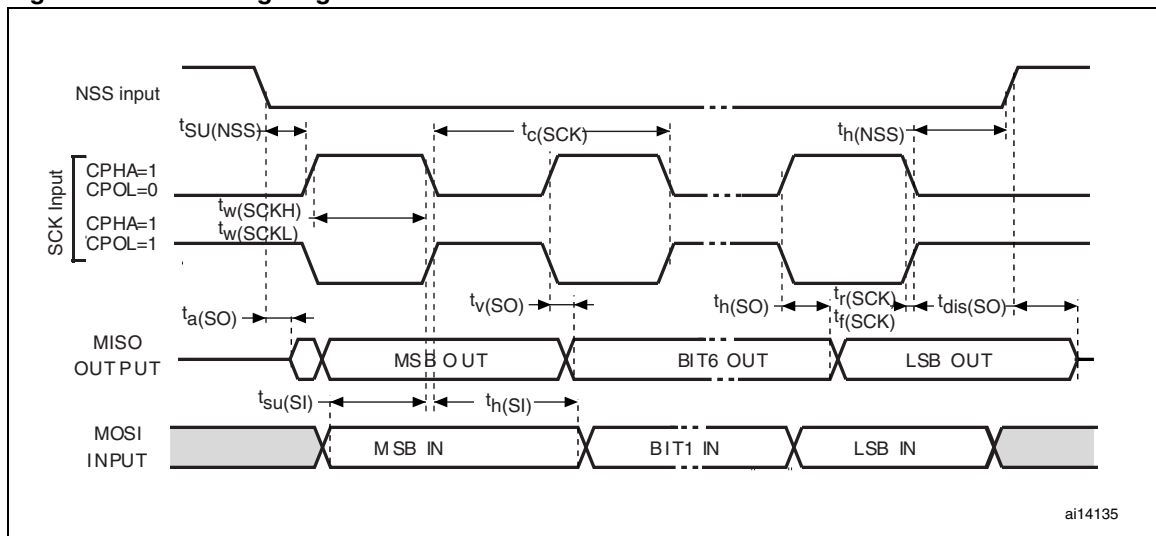 NSS input
tSU(NSS)
tc(SCK)
th(NSS)
SCK Input
CPHA=1
CPOL=0
tw(SCKH)
CPHA=1
tw(SCKL)
CPOL=1
ta(SO)
tv(SO)
th(SO)
tr(SCK)
tf(SCK)
tdis(SO)
MISO
OUTPUT
MSB OUT
BIT6 OUT
LSB OUT
tsu(SI)
th(SI)
MOSI
INPUT
MSB IN
BIT1 IN
LSB IN
ai14135